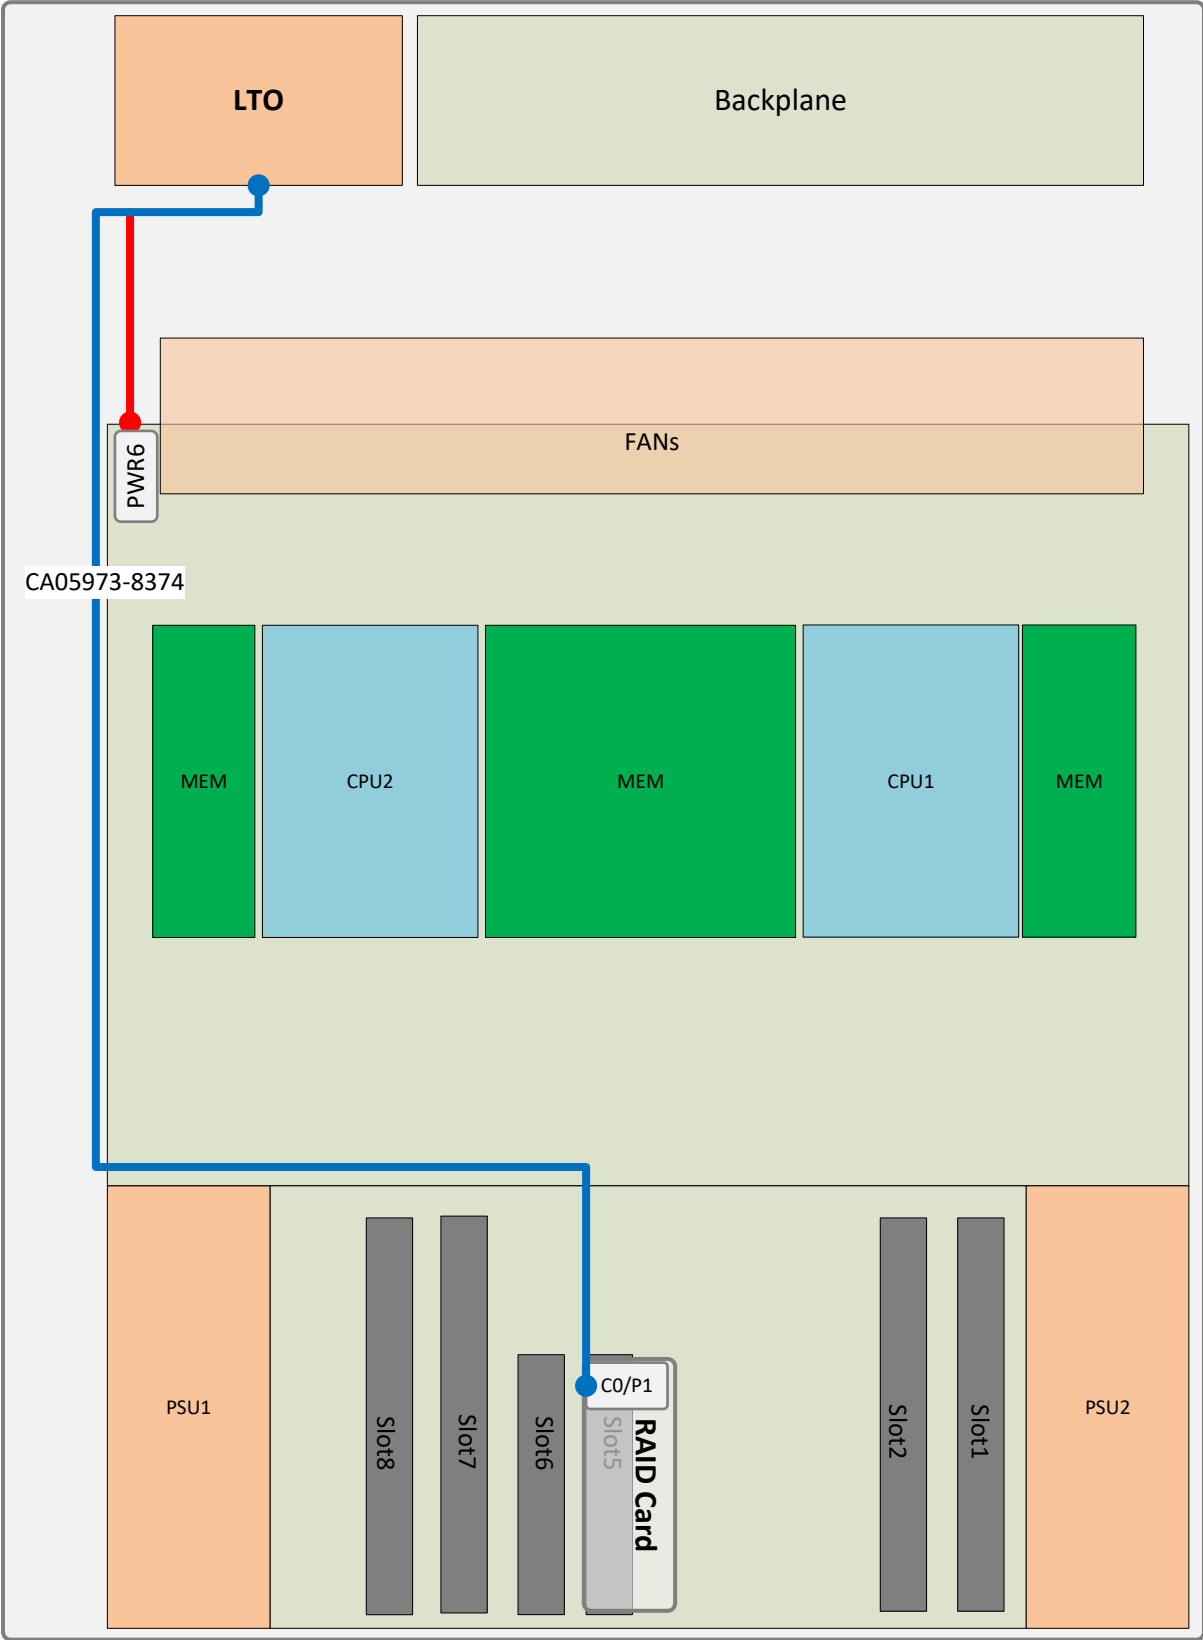 LTO
Backplane
FANs
PWR6
CA05973-8374
MEM
CPU2
MEM
CPU1
MEM
PSU1
Slot8
Slot7
Slot6
Slot5
C0/P1
RAID Card
Slot2
Slot1
PSU2